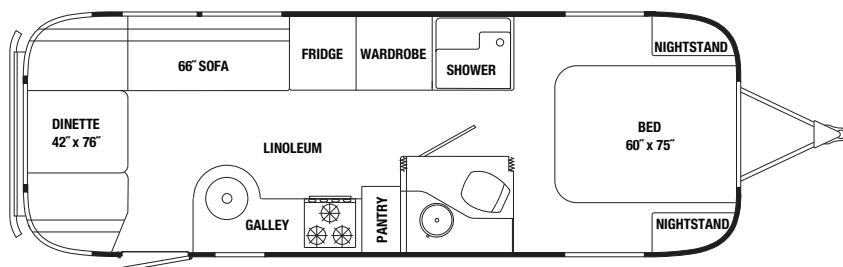 NIGHTSTAND
66˝ SOFA
FRIDGE
WARDROBE
SHOWER
DINETTE
42˝ x 76˝
LINOLEUM
BED
60˝ x 75˝
GALLEY
PANTRY
NIGHTSTAND